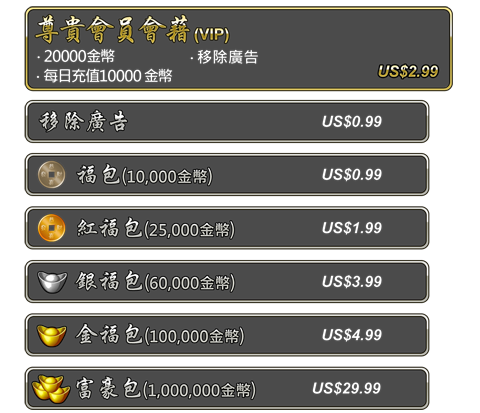 尊貴會員會藉(VIP)
· 20000金幣 · 移除廣告
· 每日充值10000 金幣 US$2.99
移除廣告 US$0.99
福包(10,000金幣) US$0.99
紅福包(25,000金幣) US$1.99
銀福包(60,000金幣) US$3.99
金福包(100,000金幣) US$4.99
富豪包(1,000,000金幣) US$29.99